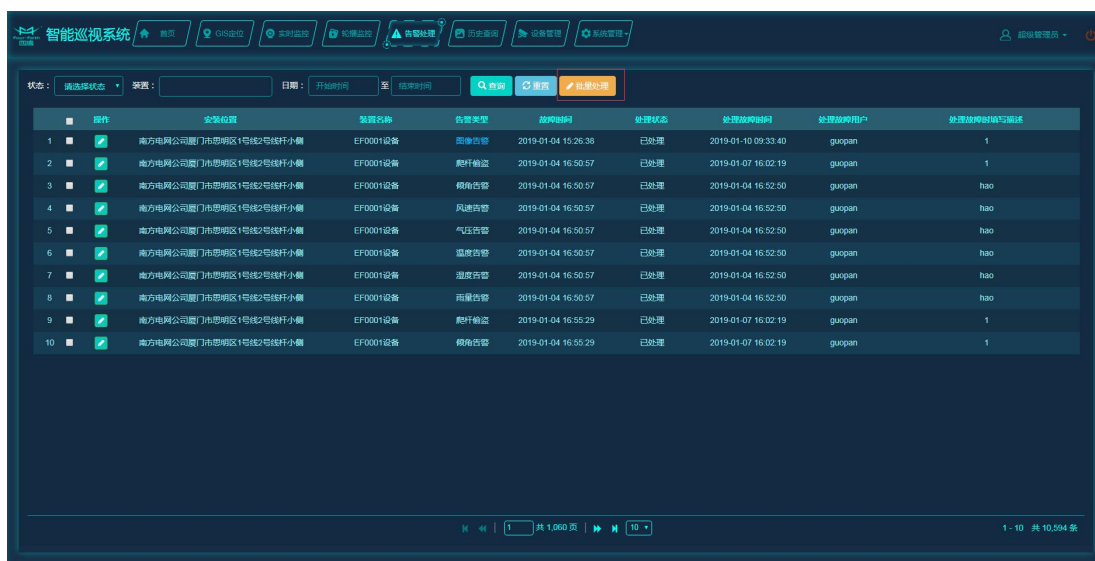 智能巡视系统 首页 GIS定位 实时监控 轮播监控 告警处理 历史查询 设备管理 系统管理 超级管理员
状态： 请选择状态 装置： 日期： 开始时间 至 结束时间 查询 重置 批量处理
操作 安装位置 装置名称 告警类型 故障时间 处理状态 处理故障时间 处理故障用户 处理故障时填写描述
1 南方电网公司厦门市思明区1号线2号线杆小侧 EF0001设备 图像告警 2019-01-04 15:26:38 已处理 2019-01-10 09:33:40 guopan 1
2 南方电网公司厦门市思明区1号线2号线杆小侧 EF0001设备 爬杆偷盗 2019-01-04 16:50:57 已处理 2019-01-07 16:02:19 guopan 1
3 南方电网公司厦门市思明区1号线2号线杆小侧 EF0001设备 倾角告警 2019-01-04 16:50:57 已处理 2019-01-04 16:52:50 guopan hao
4 南方电网公司厦门市思明区1号线2号线杆小侧 EF0001设备 风速告警 2019-01-04 16:50:57 已处理 2019-01-04 16:52:50 guopan hao
5 南方电网公司厦门市思明区1号线2号线杆小侧 EF0001设备 气压告警 2019-01-04 16:50:57 已处理 2019-01-04 16:52:50 guopan hao
6 南方电网公司厦门市思明区1号线2号线杆小侧 EF0001设备 温度告警 2019-01-04 16:50:57 已处理 2019-01-04 16:52:50 guopan hao
7 南方电网公司厦门市思明区1号线2号线杆小侧 EF0001设备 湿度告警 2019-01-04 16:50:57 已处理 2019-01-04 16:52:50 guopan hao
8 南方电网公司厦门市思明区1号线2号线杆小侧 EF0001设备 雨量告警 2019-01-04 16:50:57 已处理 2019-01-04 16:52:50 guopan hao
9 南方电网公司厦门市思明区1号线2号线杆小侧 EF0001设备 爬杆偷盗 2019-01-04 16:55:29 已处理 2019-01-07 16:02:19 guopan 1
10 南方电网公司厦门市思明区1号线2号线杆小侧 EF0001设备 倾角告警 2019-01-04 16:55:29 已处理 2019-01-07 16:02:19 guopan 1
1 共 1,060 页 10 1 - 10 共 10,594 条